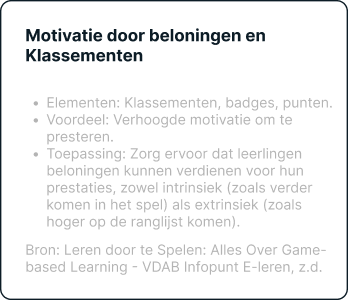 Motivatie door beloningen en
Klassementen
• Elementen: Klassementen, badges, punten.
• Voordeel: Verhoogde motivatie om te
presteren.
• Toepassing: Zorg ervoor dat leerlingen
beloningen kunnen verdienen voor hun
prestaties, zowel intrinsiek (zoals verder
komen in het spel) als extrinsiek (zoals
hoger op de ranglijst komen).
Bron: Leren door te Spelen: Alles Over Game-
based Learning - VDAB Infopunt E-leren, z.d.